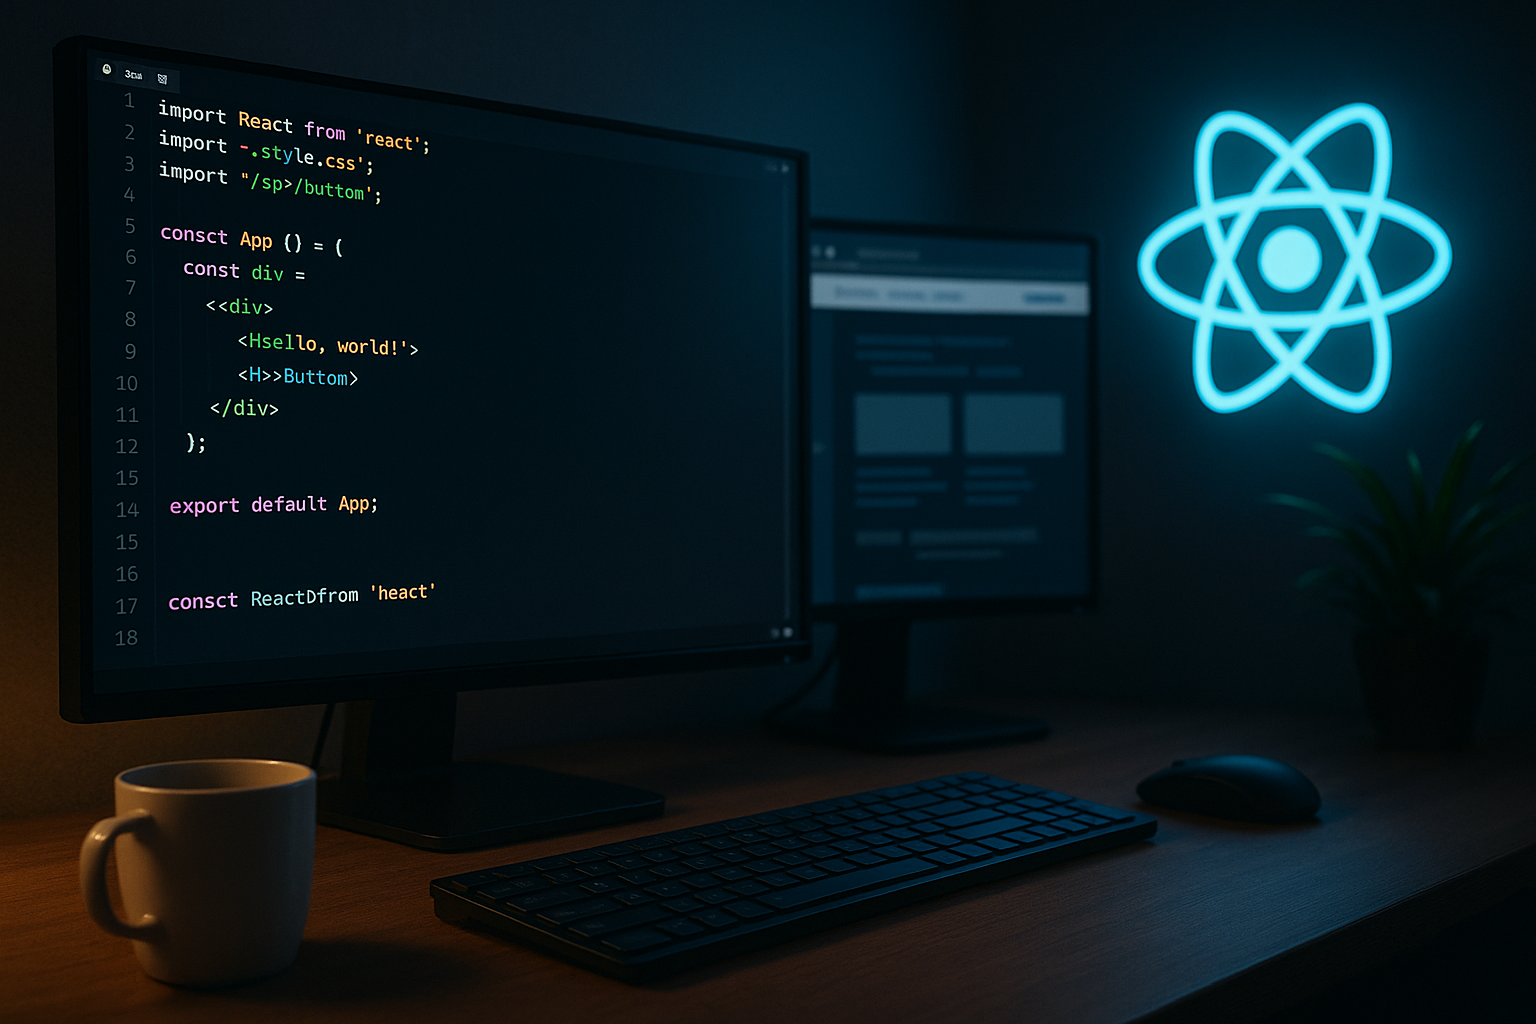 1 import React from 'react';
2 import -.style.css';
3 import "/sp>/buttom';
4
5 consct App () = (
6 const div =
7 <<div>
8 <Hsello, world!'>
9 <H>>Buttom>
10 </div>
11 );
12
15
14 export default App;
15
16
17 consct ReactDfrom 'heact'
18